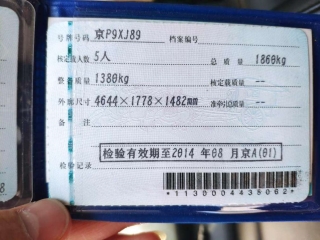 号牌号码 京P9XJ89 档案编号
核定载人数 5人 总质量 1860kg
整备质量 1380kg 核定载质量 --
外廓尺寸 4644×1778×1482mm 准牵引总质量 --
备注
检验有效期至2014年08月京A(01)
检验记录
*1130004438062*